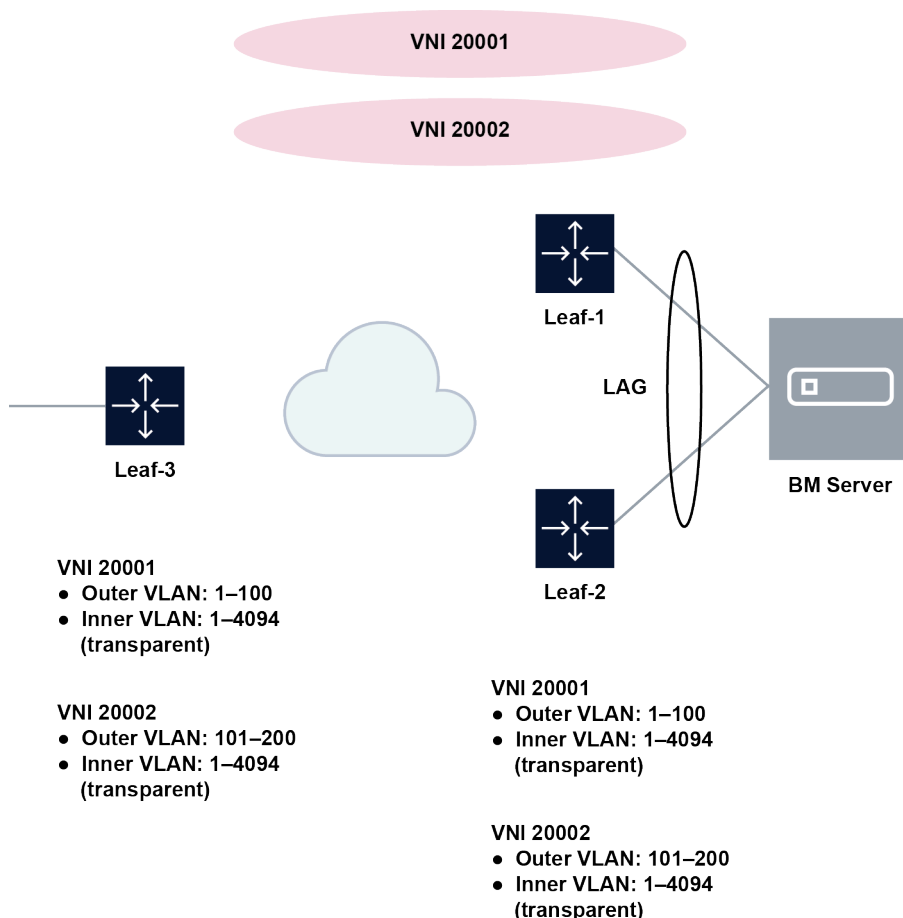 VNI 20001
VNI 20002
Leaf-1
LAG
Leaf-3
BM Server
Leaf-2
VNI 20001
● Outer VLAN: 1–100
● Inner VLAN: 1–4094
(transparent)
VNI 20002
● Outer VLAN: 101–200
● Inner VLAN: 1–4094
(transparent)
VNI 20001
● Outer VLAN: 1–100
● Inner VLAN: 1–4094
(transparent)
VNI 20002
● Outer VLAN: 101–200
● Inner VLAN: 1–4094
(transparent)